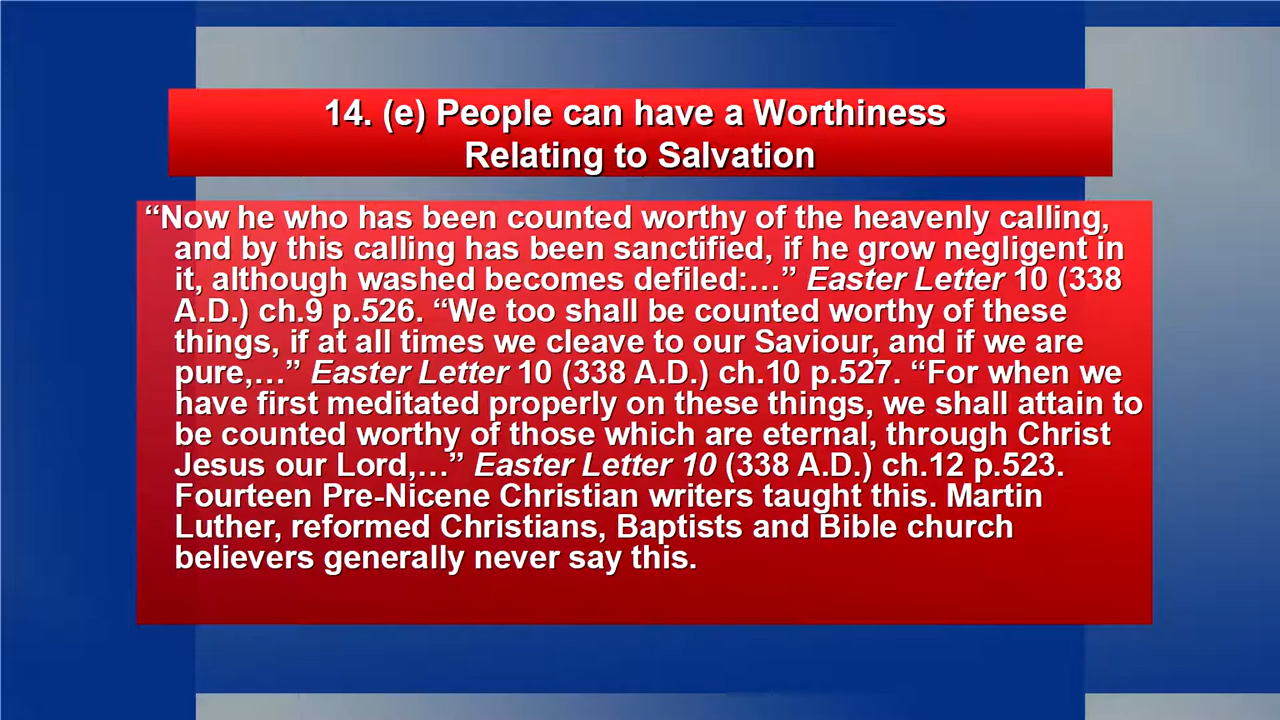 14. (e) People can have a Worthiness
Relating to Salvation
“Now he who has been counted worthy of the heavenly calling,
and by this calling has been sanctified, if he grow negligent in
it, although washed becomes defiled:…” Easter Letter 10 (338
A.D.) ch.9 p.526. “We too shall be counted worthy of these
things, if at all times we cleave to our Saviour, and if we are
pure,…” Easter Letter 10 (338 A.D.) ch.10 p.527. “For when we
have first meditated properly on these things, we shall attain to
be counted worthy of those which are eternal, through Christ
Jesus our Lord,…” Easter Letter 10 (338 A.D.) ch.12 p.523.
Fourteen Pre-Nicene Christian writers taught this. Martin
Luther, reformed Christians, Baptists and Bible church
believers generally never say this.